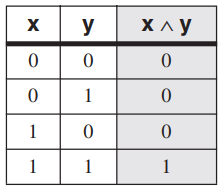 x y x ∧ y
0 0 0
0 1 0
1 0 0
1 1 1